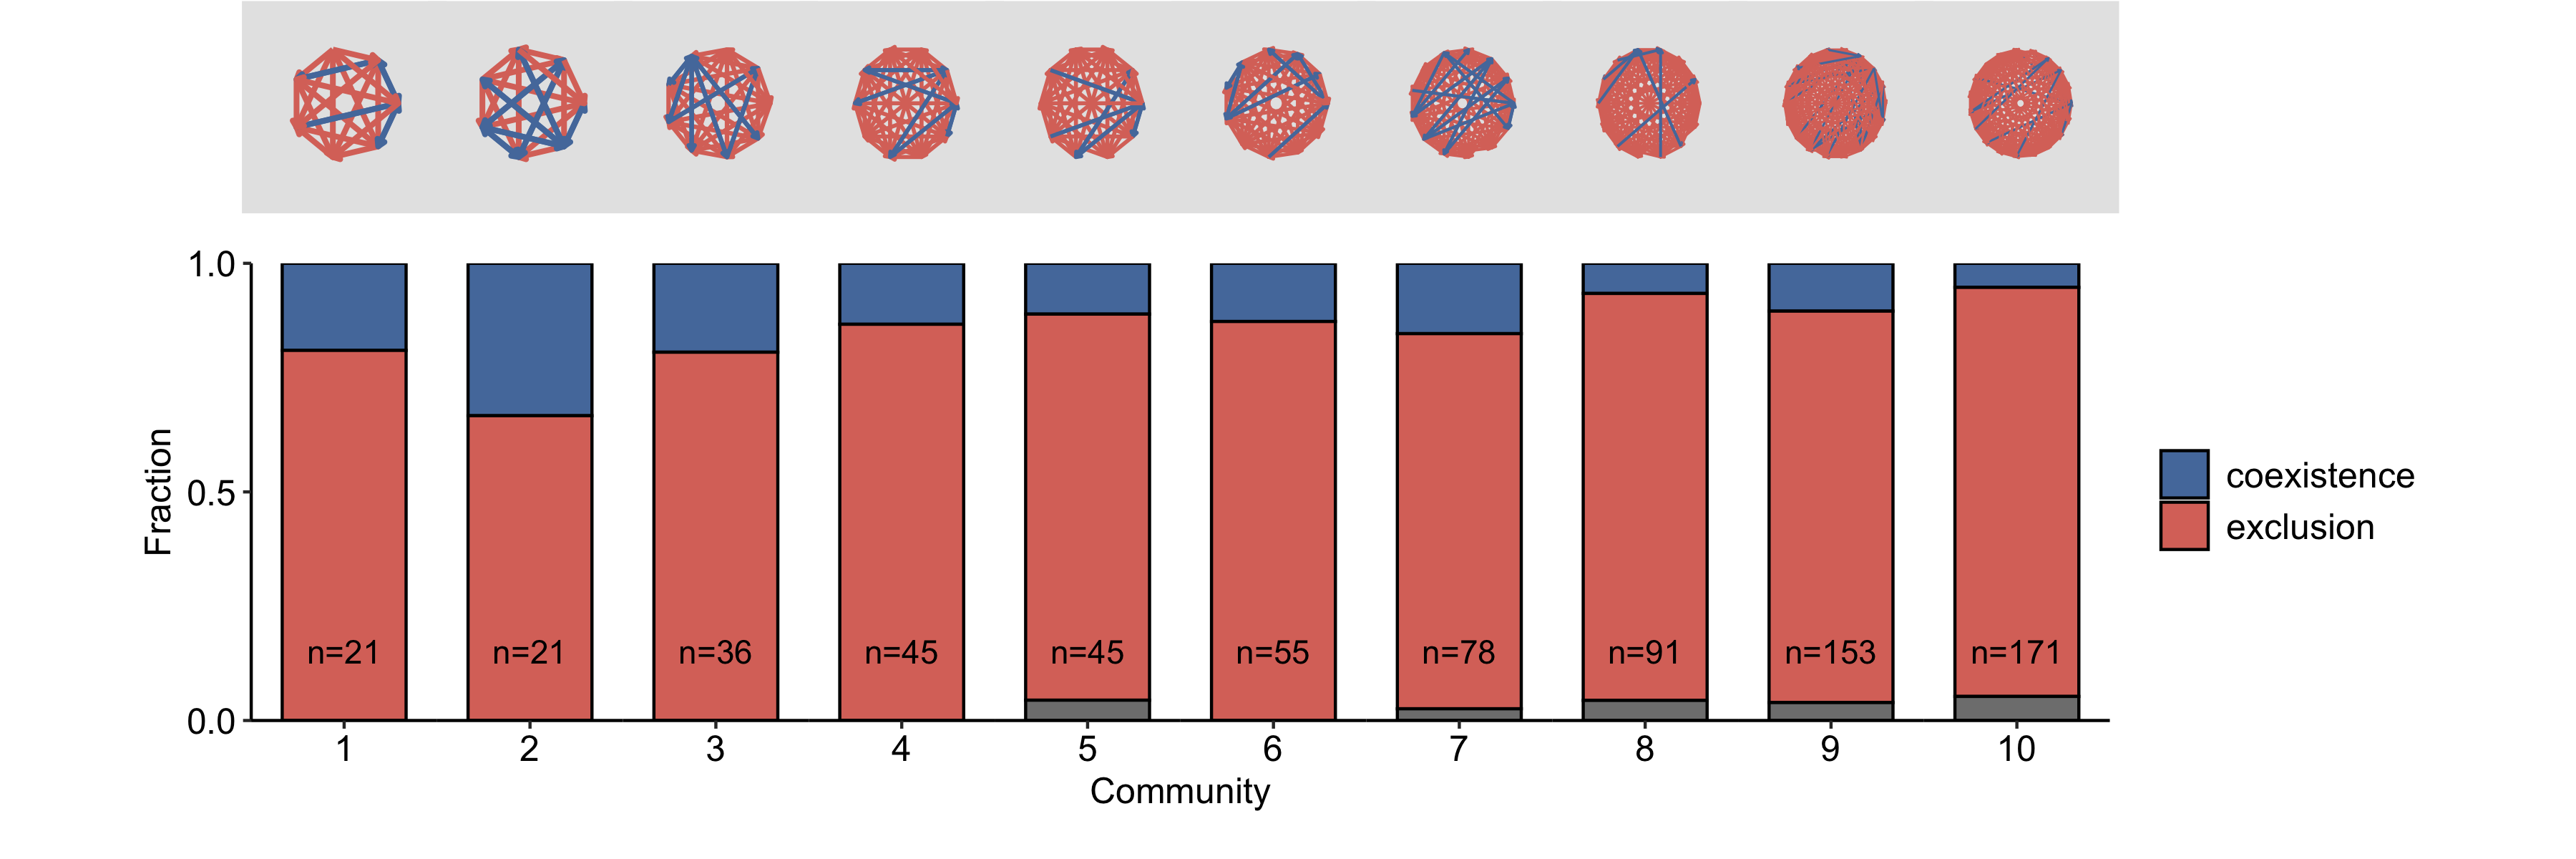 1.0
0.5
0.0
Fraction
n=21 n=21 n=36 n=45 n=45 n=55 n=78 n=91 n=153 n=171
1 2 3 4 5 6 7 8 9 10
Community
coexistence
exclusion